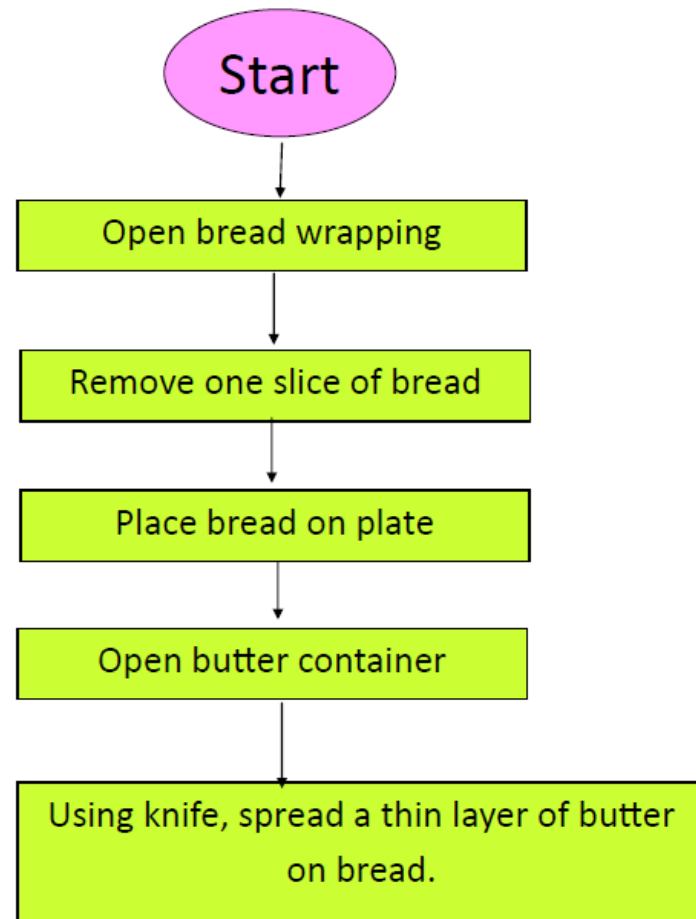 Start
Open bread wrapping
Remove one slice of bread
Place bread on plate
Open butter container
Using knife, spread a thin layer of butter
on bread.